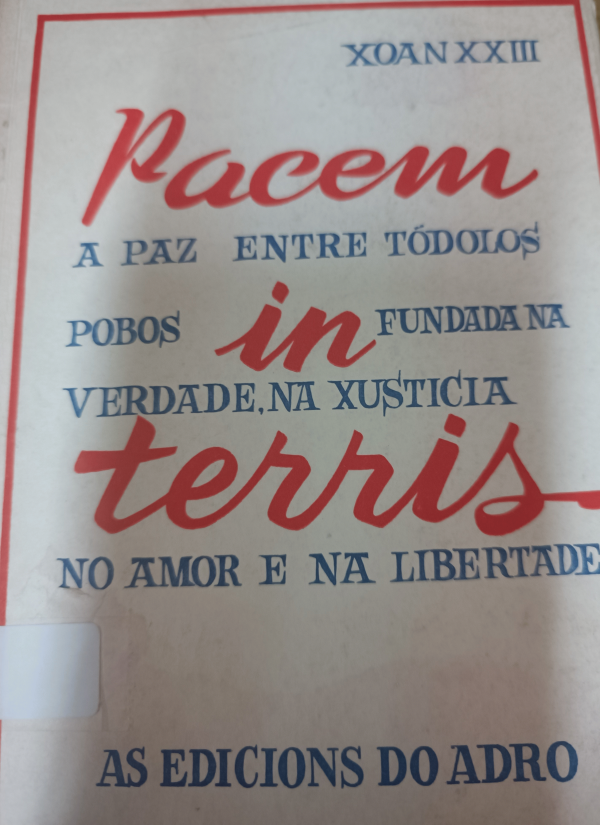 XOAN XXIII
Pacem
A PAZ ENTRE TÓDOLOS
POBOS in FUNDADA NA
VERDADE, NA XUSTICIA
terris
NO AMOR E NA LIBERTADE
AS EDICIONS DO ADRO